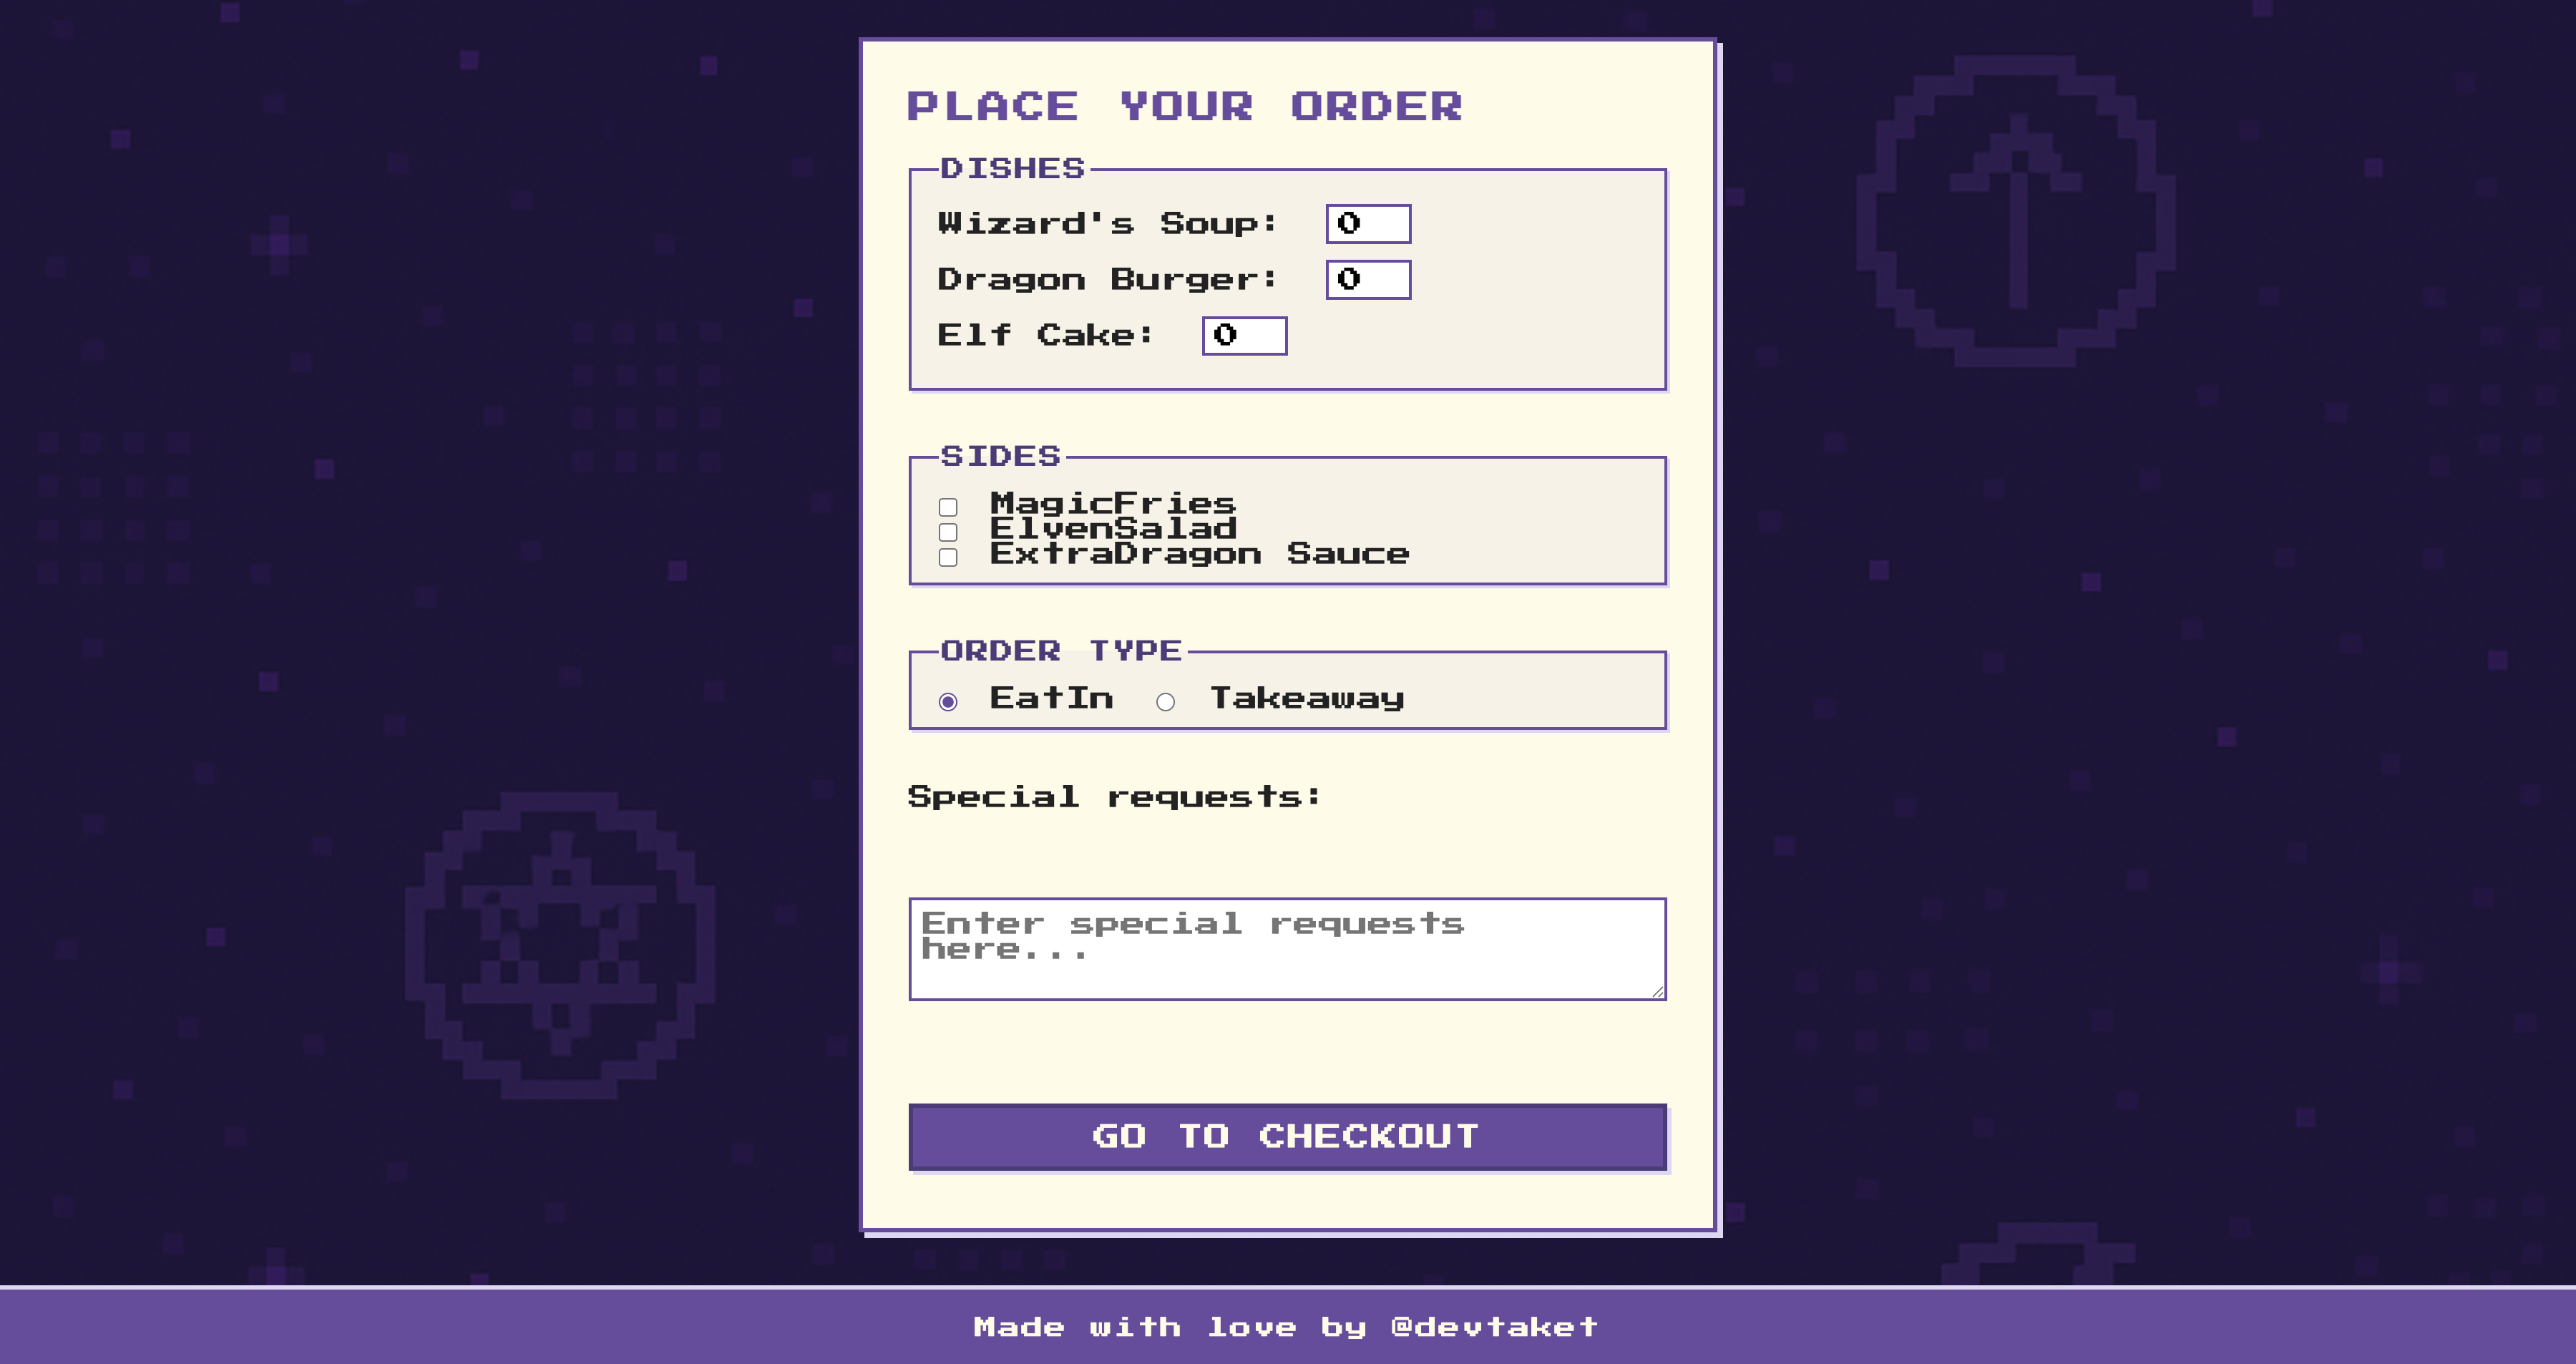 PLACE YOUR ORDER
DISHES
Wizard's Soup: 0
Dragon Burger: 0
Elf Cake: 0
SIDES
MagicFries
ElvenSalad
ExtraDragon Sauce
ORDER TYPE
EatIn Takeaway
Special requests:
Enter special requests
here...
GO TO CHECKOUT
Made with love by @devtaket